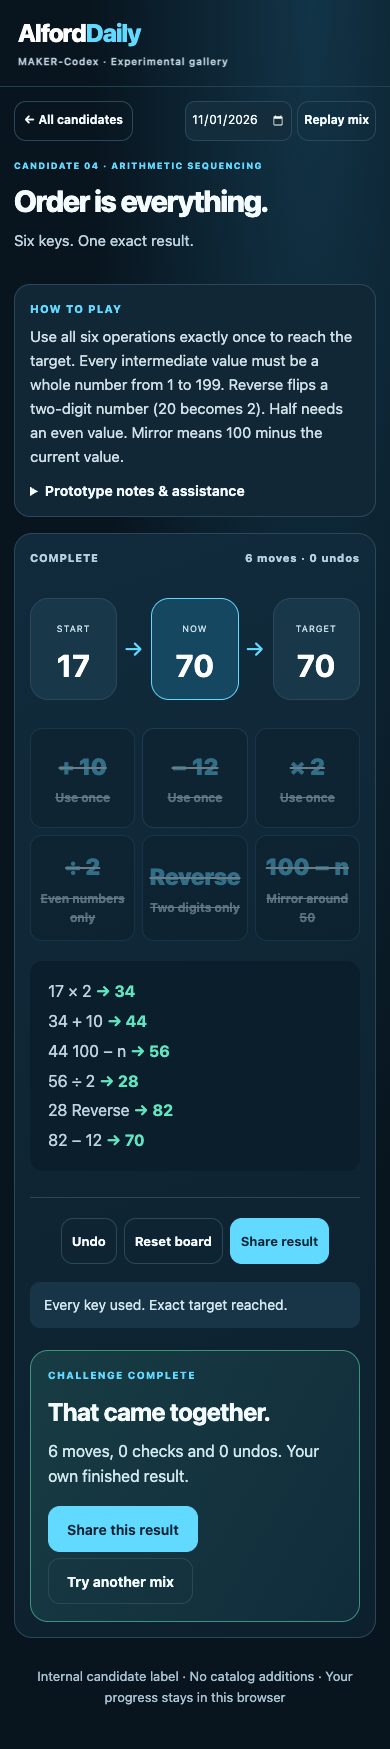 AlfordDaily
MAKER-Codex · Experimental gallery
← All candidates
11/01/2026
Replay mix
CANDIDATE 04 · ARITHMETIC SEQUENCING
Order is everything.
Six keys. One exact result.
HOW TO PLAY
Use all six operations exactly once to reach the
target. Every intermediate value must be a
whole number from 1 to 199. Reverse flips a
two-digit number (20 becomes 2). Half needs
an even value. Mirror means 100 minus the
current value.
▶ Prototype notes & assistance
COMPLETE
6 moves · 0 undos
START
17
→
NOW
70
→
TARGET
70
+ 10
Use once
− 12
Use once
× 2
Use once
÷ 2
Even numbers
only
Reverse
Two digits only
100 − n
Mirror around
50
17 × 2 → 34
34 + 10 → 44
44 100 − n → 56
56 ÷ 2 → 28
28 Reverse → 82
82 − 12 → 70
Undo
Reset board
Share result
Every key used. Exact target reached.
CHALLENGE COMPLETE
That came together.
6 moves, 0 checks and 0 undos. Your
own finished result.
Share this result
Try another mix
Internal candidate label · No catalog additions · Your
progress stays in this browser